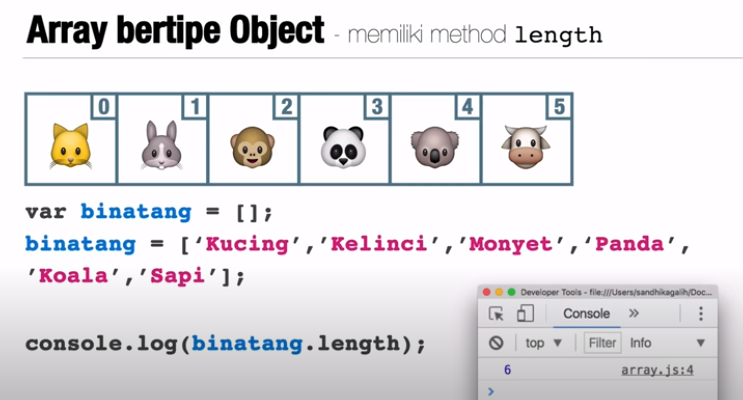 Array bertipe Object - memiliki method length
0 1 2 3 4 5
var binatang = [];
binatang = [‘Kucing’,’Kelinci’,’Monyet’,‘Panda’,
’Koala’,’Sapi’];
console.log(binatang.length);
Developer Tools - file:///Users/sandhikagalih/Doc...
Console »
top ▼ Filter Info ▼
6 array.js:4
>